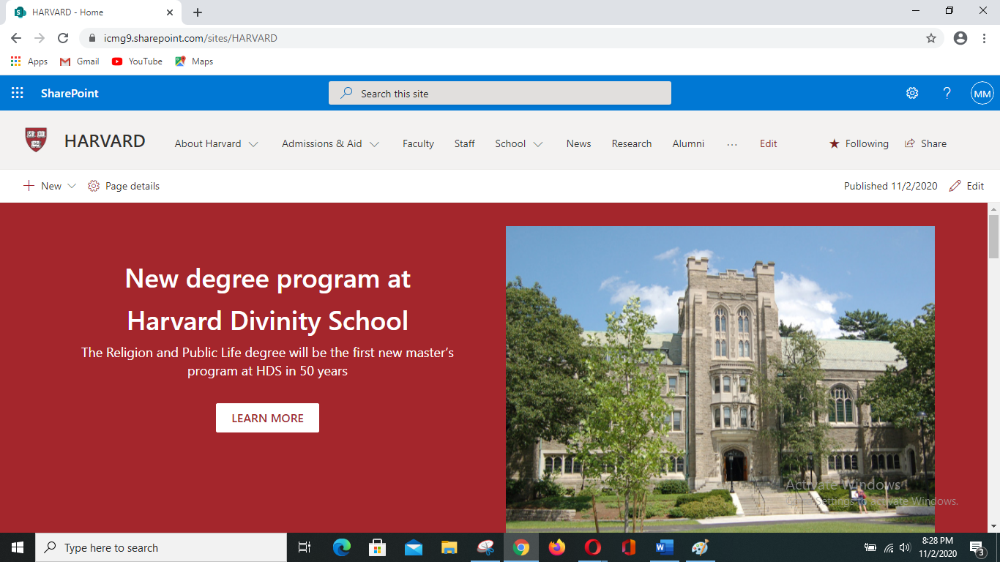 HARVARD - Home
icmg9.sharepoint.com/sites/HARVARD
Apps Gmail YouTube Maps
SharePoint
Search this site
MM
HARVARD
About Harvard Admissions & Aid Faculty Staff School News Research Alumni ... Edit
Following Share
New Page details
Published 11/2/2020 Edit
New degree program at
Harvard Divinity School
The Religion and Public Life degree will be the first new master’s
program at HDS in 50 years
LEARN MORE
Activate Windows
Settings to activate Windows.
Type here to search
8:28 PM
11/2/2020
3